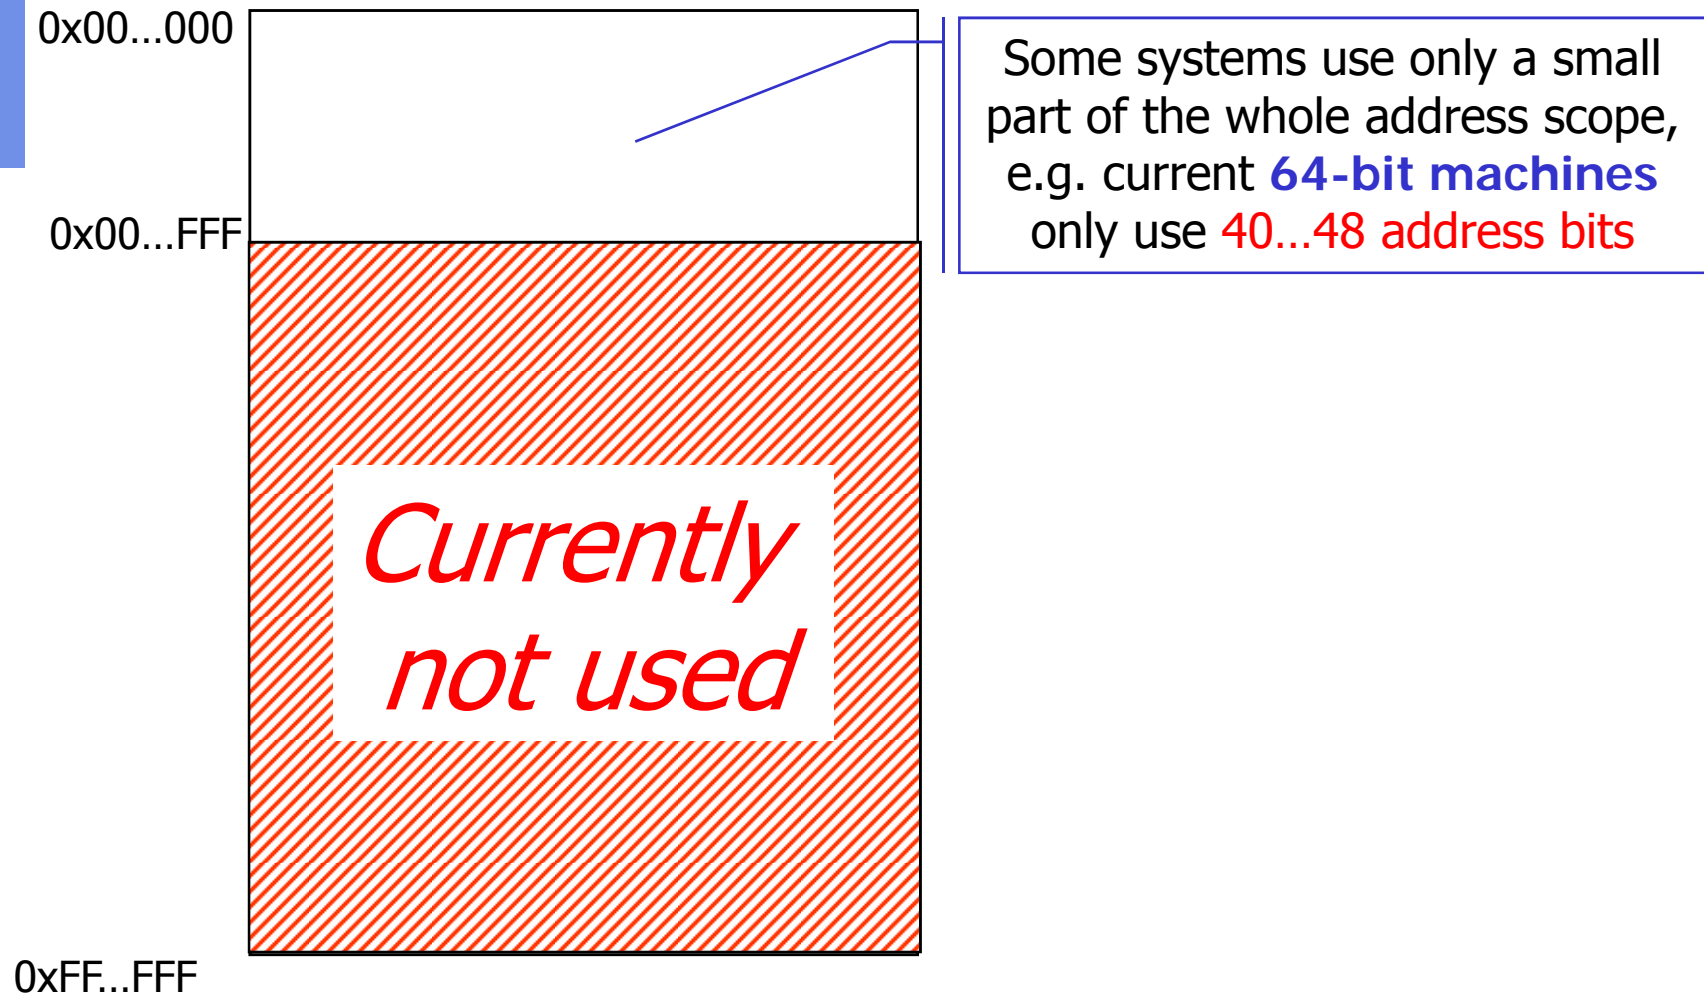 0x00...000
Some systems use only a small
part of the whole address scope,
e.g. current 64-bit machines
only use 40...48 address bits
0x00...FFF
Currently
not used
0xFF...FFF